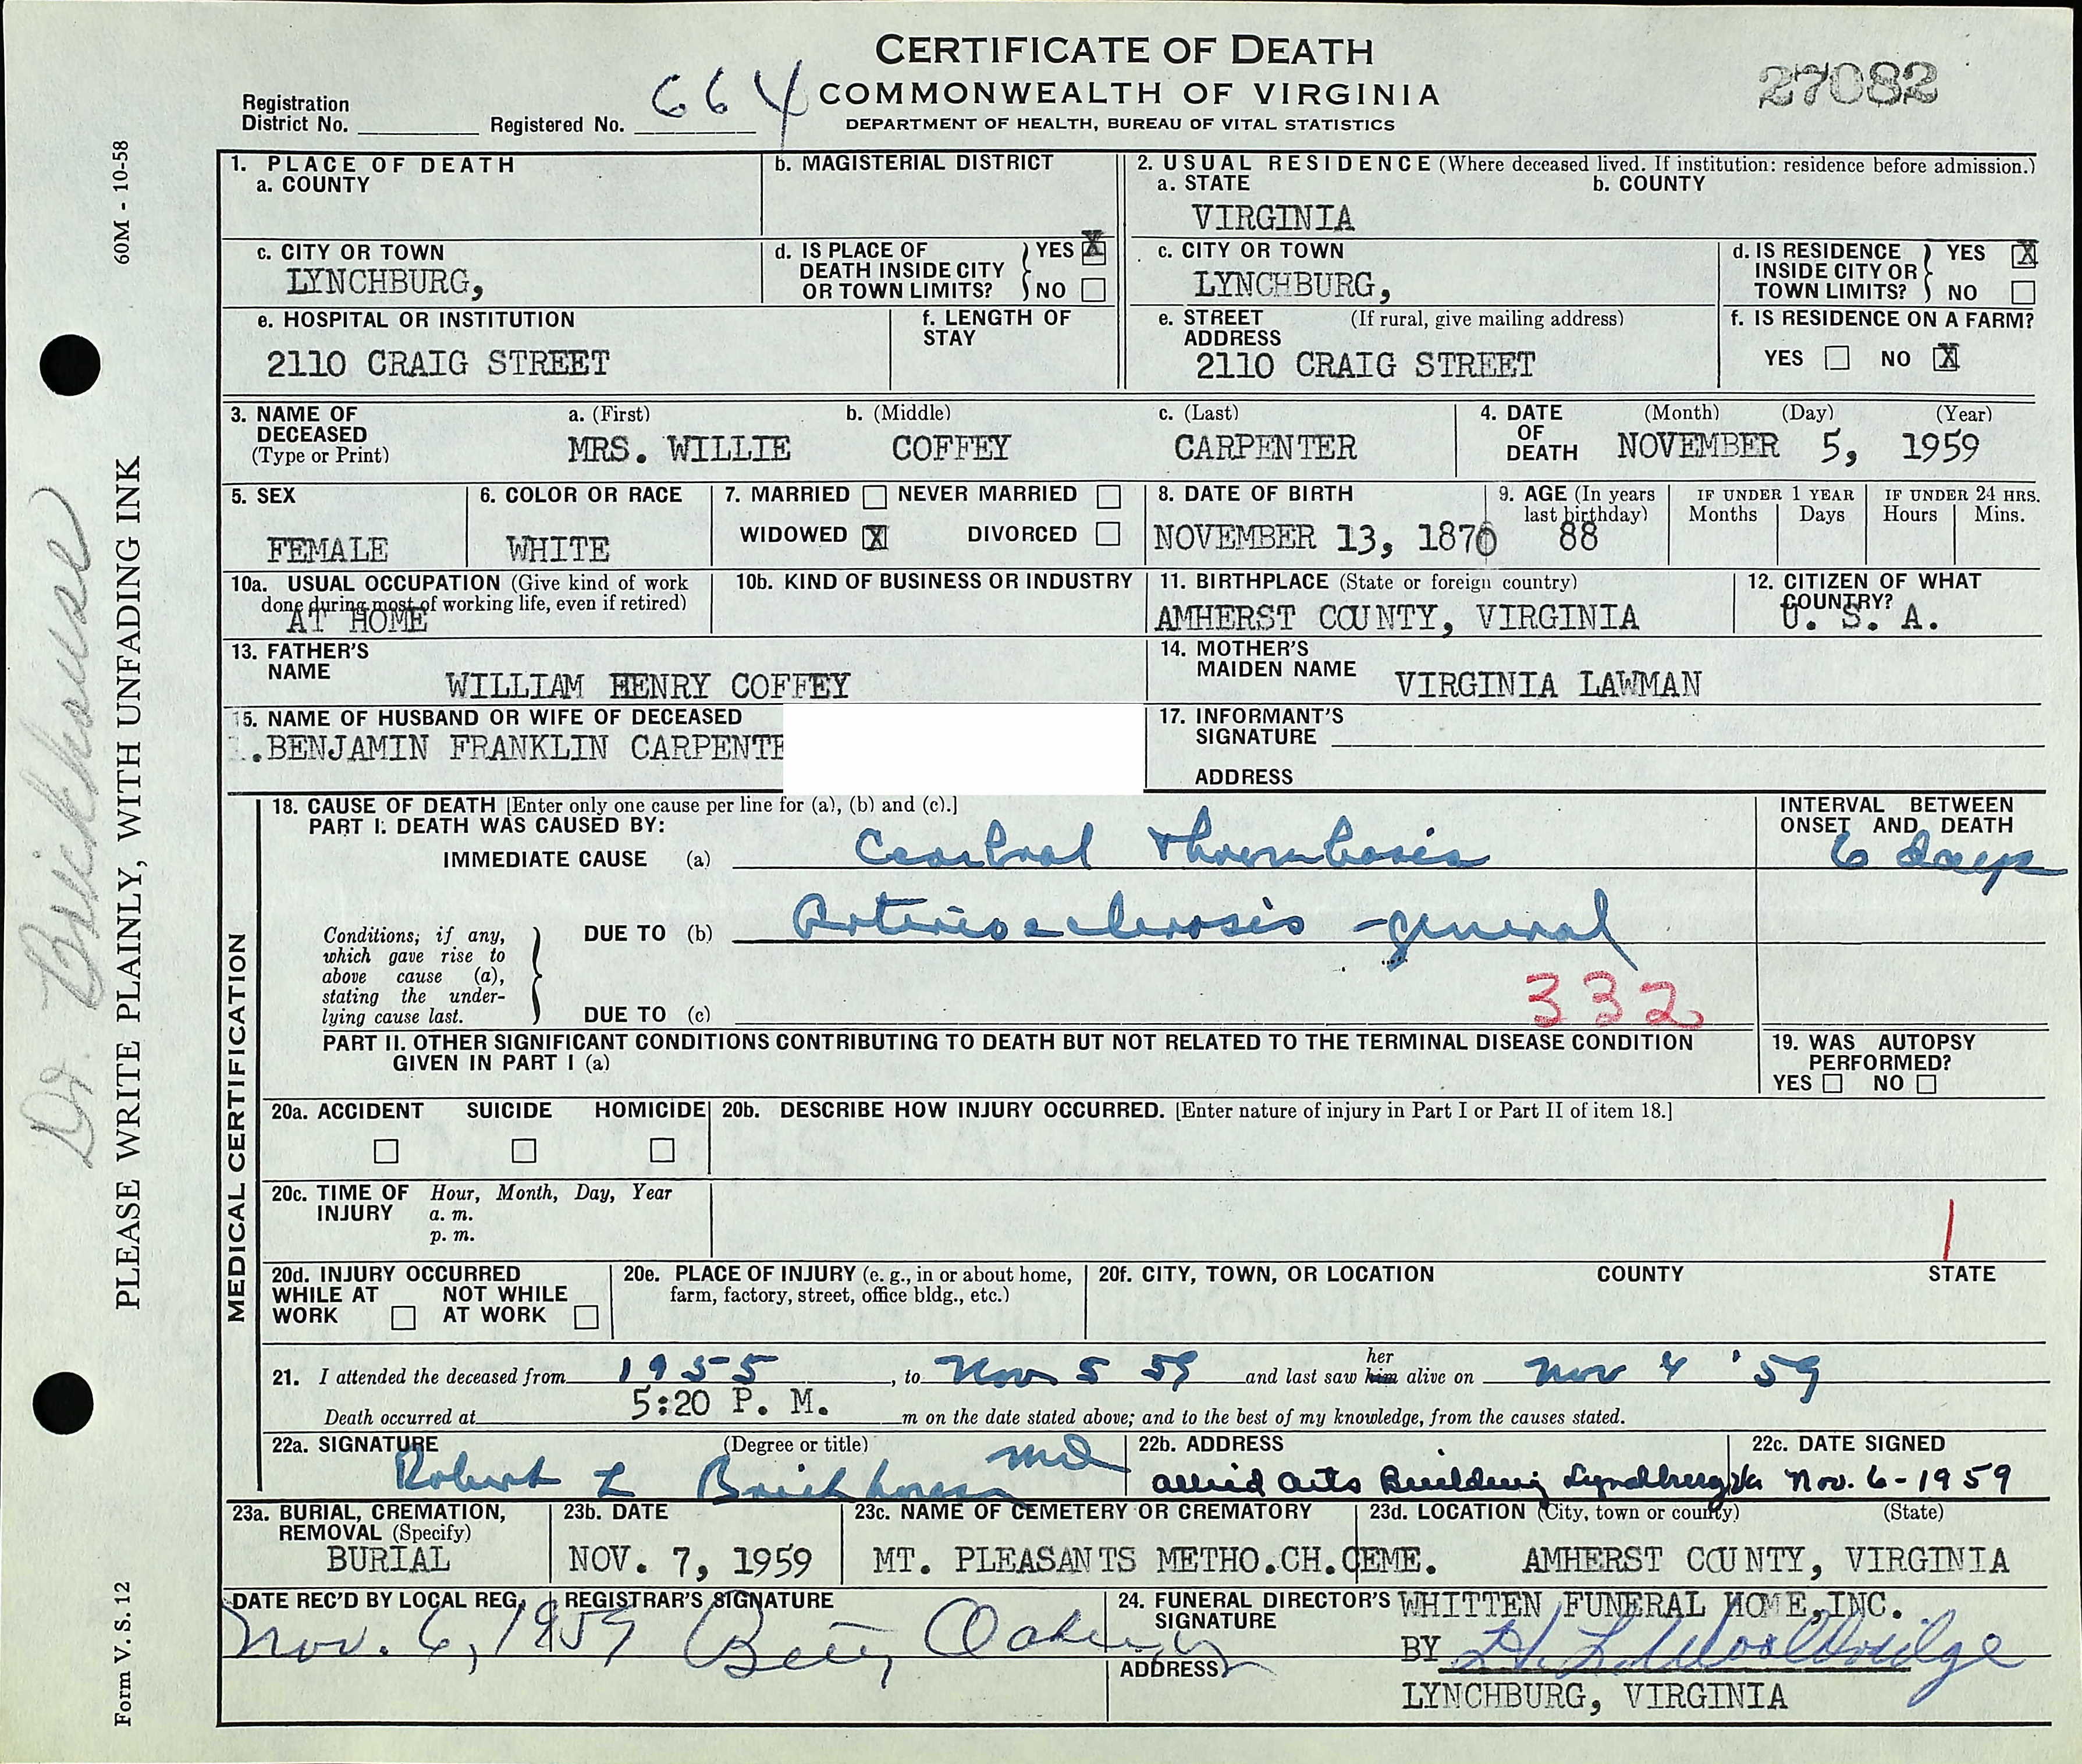 CERTIFICATE OF DEATH
27082
664
COMMONWEALTH OF VIRGINIA
DEPARTMENT OF HEALTH, BUREAU OF VITAL STATISTICS
Registration
District No.
Registered No.
60M - 10-58
1. PLACE OF DEATH
a. COUNTY
b. MAGISTERIAL DISTRICT
2. USUAL RESIDENCE (Where deceased lived. If institution: residence before admission.)
a. STATE
b. COUNTY
VIRGINIA
c. CITY OR TOWN
LYNCHBURG,
d. IS PLACE OF
DEATH INSIDE CITY
OR TOWN LIMITS?
YES X
NO
c. CITY OR TOWN
LYNCHBURG,
d. IS RESIDENCE
INSIDE CITY OR
TOWN LIMITS?
YES X
NO
e. HOSPITAL OR INSTITUTION
2110 CRAIG STREET
f. LENGTH OF
STAY
e. STREET
ADDRESS
(If rural, give mailing address)
2110 CRAIG STREET
f. IS RESIDENCE ON A FARM?
YES NO X
3. NAME OF
DECEASED
(Type or Print)
a. (First)
b. (Middle)
c. (Last)
MRS. WILLIE COFFEY CARPENTER
4. DATE
OF
DEATH
(Month) (Day) (Year)
NOVEMBER 5, 1959
5. SEX
FEMALE
6. COLOR OR RACE
WHITE
7. MARRIED NEVER MARRIED
WIDOWED X DIVORCED
8. DATE OF BIRTH
NOVEMBER 13, 1870
9. AGE (In years
last birthday)
88
IF UNDER 1 YEAR
Months Days
IF UNDER 24 HRS.
Hours Mins.
10a. USUAL OCCUPATION (Give kind of work
done during most of working life, even if retired)
AT HOME
10b. KIND OF BUSINESS OR INDUSTRY
11. BIRTHPLACE (State or foreign country)
AMHERST COUNTY, VIRGINIA
12. CITIZEN OF WHAT
COUNTRY?
U. S. A.
13. FATHER'S
NAME
WILLIAM HENRY COFFEY
14. MOTHER'S
MAIDEN NAME
VIRGINIA LAWMAN
15. NAME OF HUSBAND OR WIFE OF DECEASED
.BENJAMIN FRANKLIN CARPENTE
17. INFORMANT'S
SIGNATURE
ADDRESS
MEDICAL CERTIFICATION
18. CAUSE OF DEATH [Enter only one cause per line for (a), (b) and (c).]
PART I. DEATH WAS CAUSED BY:
IMMEDIATE CAUSE (a) Cerebral Thrombosis
INTERVAL BETWEEN
ONSET AND DEATH
6 days
Conditions, if any,
which gave rise to
above cause (a),
stating the under-
lying cause last.
DUE TO (b) Arteriosclerosis - general
332
DUE TO (c)
PART II. OTHER SIGNIFICANT CONDITIONS CONTRIBUTING TO DEATH BUT NOT RELATED TO THE TERMINAL DISEASE CONDITION
GIVEN IN PART I (a)
19. WAS AUTOPSY
PERFORMED?
YES NO
20a. ACCIDENT SUICIDE HOMICIDE
20b. DESCRIBE HOW INJURY OCCURRED. [Enter nature of injury in Part I or Part II of item 18.]
20c. TIME OF
INJURY
Hour, Month, Day, Year
a. m.
p. m.
1
20d. INJURY OCCURRED
WHILE AT
WORK
NOT WHILE
AT WORK
20e. PLACE OF INJURY (e. g., in or about home,
farm, factory, street, office bldg., etc.)
20f. CITY, TOWN, OR LOCATION COUNTY STATE
her
21. I attended the deceased from 1955, to Nov 5 59 and last saw him alive on Nov 4 '59
Death occurred at 5:20 P. M. m on the date stated above; and to the best of my knowledge, from the causes stated.
22a. SIGNATURE
(Degree or title)
Robert L Brickhouse MD
22b. ADDRESS
Allied Arts Building Lynchburg Va
22c. DATE SIGNED
Nov. 6-1959
23a. BURIAL, CREMATION,
REMOVAL (Specify)
BURIAL
23b. DATE
NOV. 7, 1959
23c. NAME OF CEMETERY OR CREMATORY
MT. PLEASANTS METHO.CH.CEME.
23d. LOCATION (City, town or county) (State)
AMHERST COUNTY, VIRGINIA
DATE REC'D BY LOCAL REG.
Nov. 6, 1959
REGISTRAR'S SIGNATURE
Betty
24. FUNERAL DIRECTOR'S
SIGNATURE
WHITTEN FUNERAL HOME,INC.
BY H. L. Wooldridge
ADDRESS
LYNCHBURG, VIRGINIA
PLEASE WRITE PLAINLY, WITH UNFADING INK
Dr. Brickhouse
Form V. S. 12